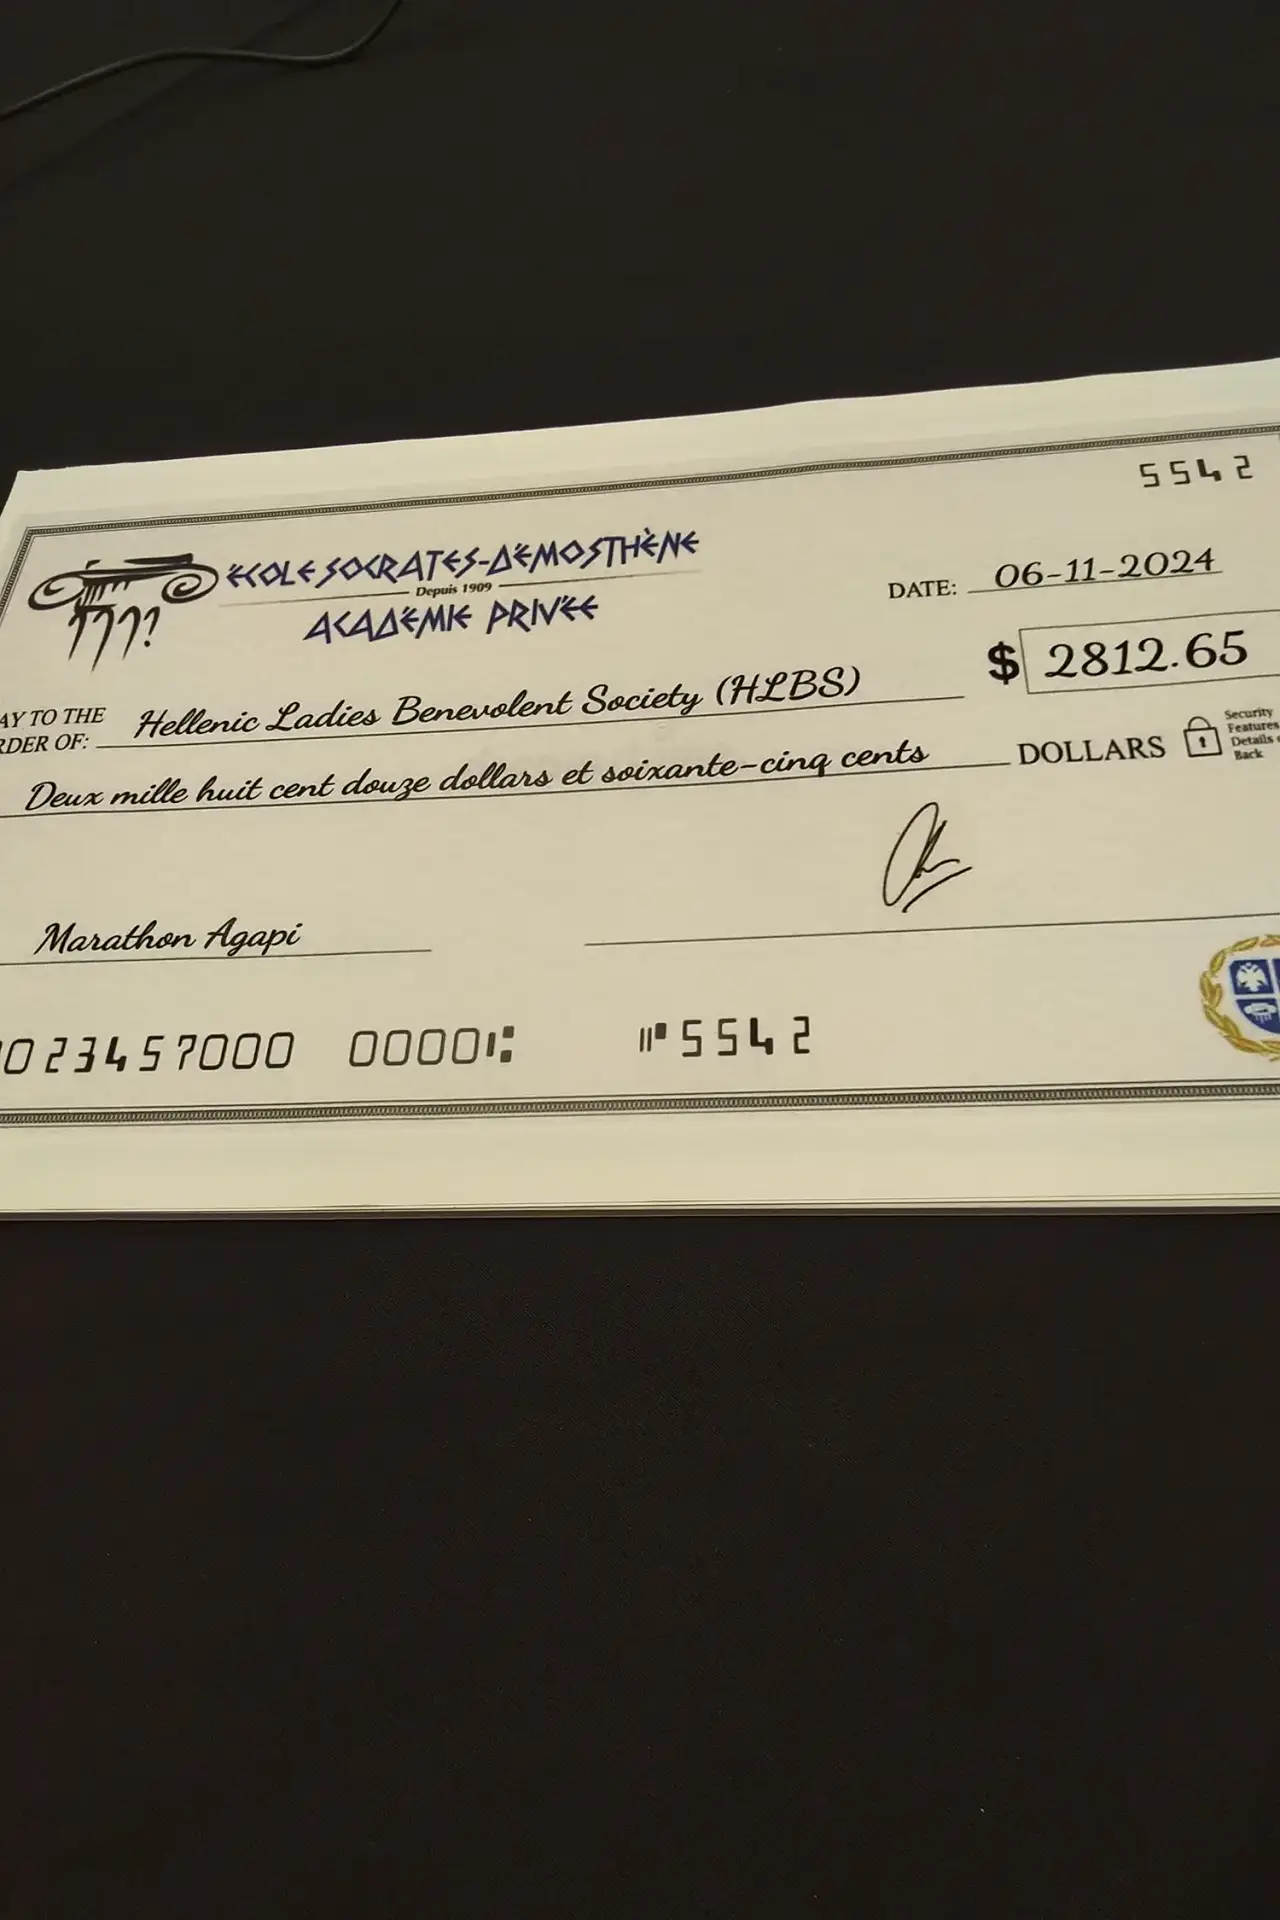 5542
ÉCOLE SOCRATES-DÉMOSTHÈNE
Depuis 1909
ACADÉMIE PRIVÉE
DATE: 06-11-2024
$ 2812.65
AY TO THE
RDER OF: Hellenic Ladies Benevolent Society (HLBS)
Deux mille huit cent douze dollars et soixante-cinq cents DOLLARS
Security
Features
Details
Back
Marathon Agapi
023457000 0000⑆ ⑈5542